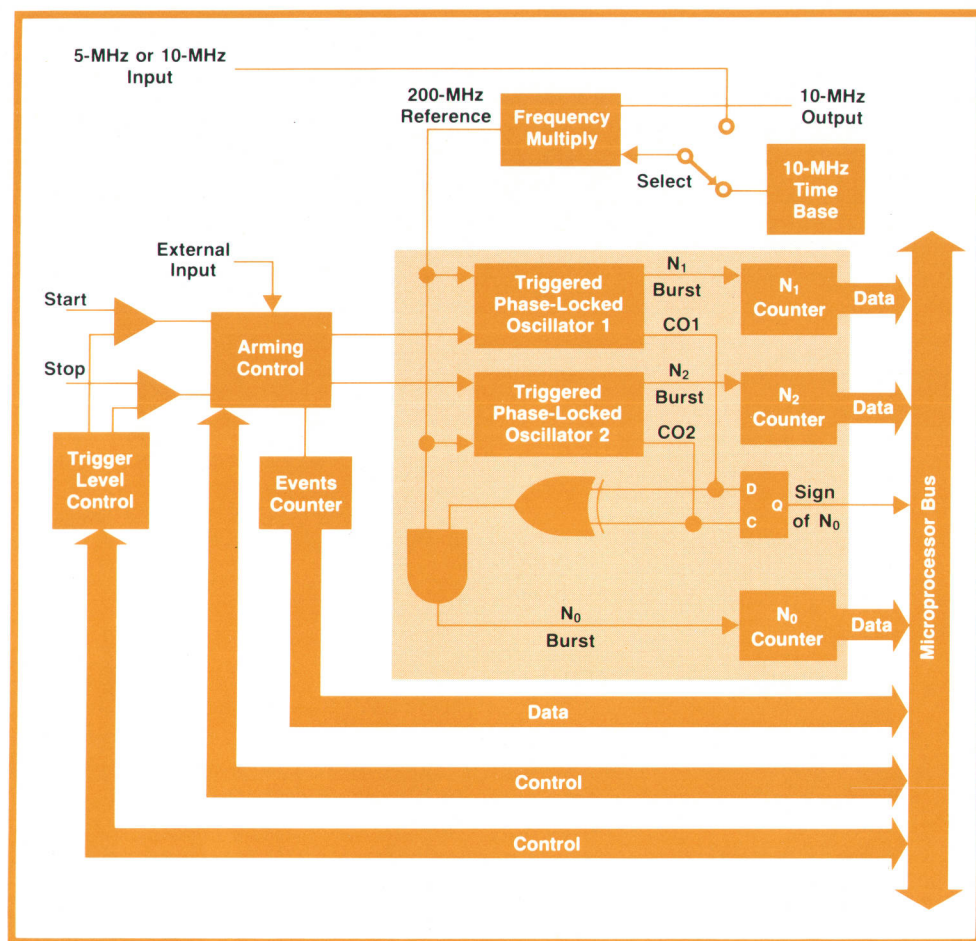 5-MHz or 10-MHz
Input
200-MHz
Reference
Frequency
Multiply
10-MHz
Output
Select
10-MHz
Time
Base
External
Input
Start
Stop
Arming
Control
Trigger
Level
Control
Events
Counter
Triggered
Phase-Locked
Oscillator 1
N₁
Burst
CO1
N₁
Counter
Data
Triggered
Phase-Locked
Oscillator 2
N₂
Burst
CO2
N₂
Counter
Data
D
Q
C
Sign
of N₀
N₀
Burst
N₀
Counter
Data
Microprocessor Bus
Data
Control
Control